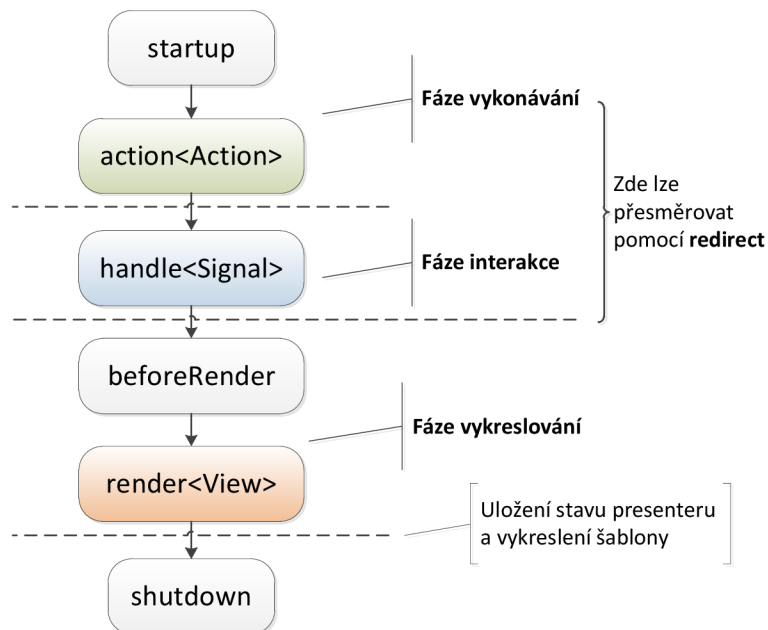 startup
Fáze vykonávání
action<Action>
Zde lze
přesměrovat
pomocí redirect
handle<Signal>
Fáze interakce
beforeRender
Fáze vykreslování
render<View>
Uložení stavu presenteru
a vykreslení šablony
shutdown